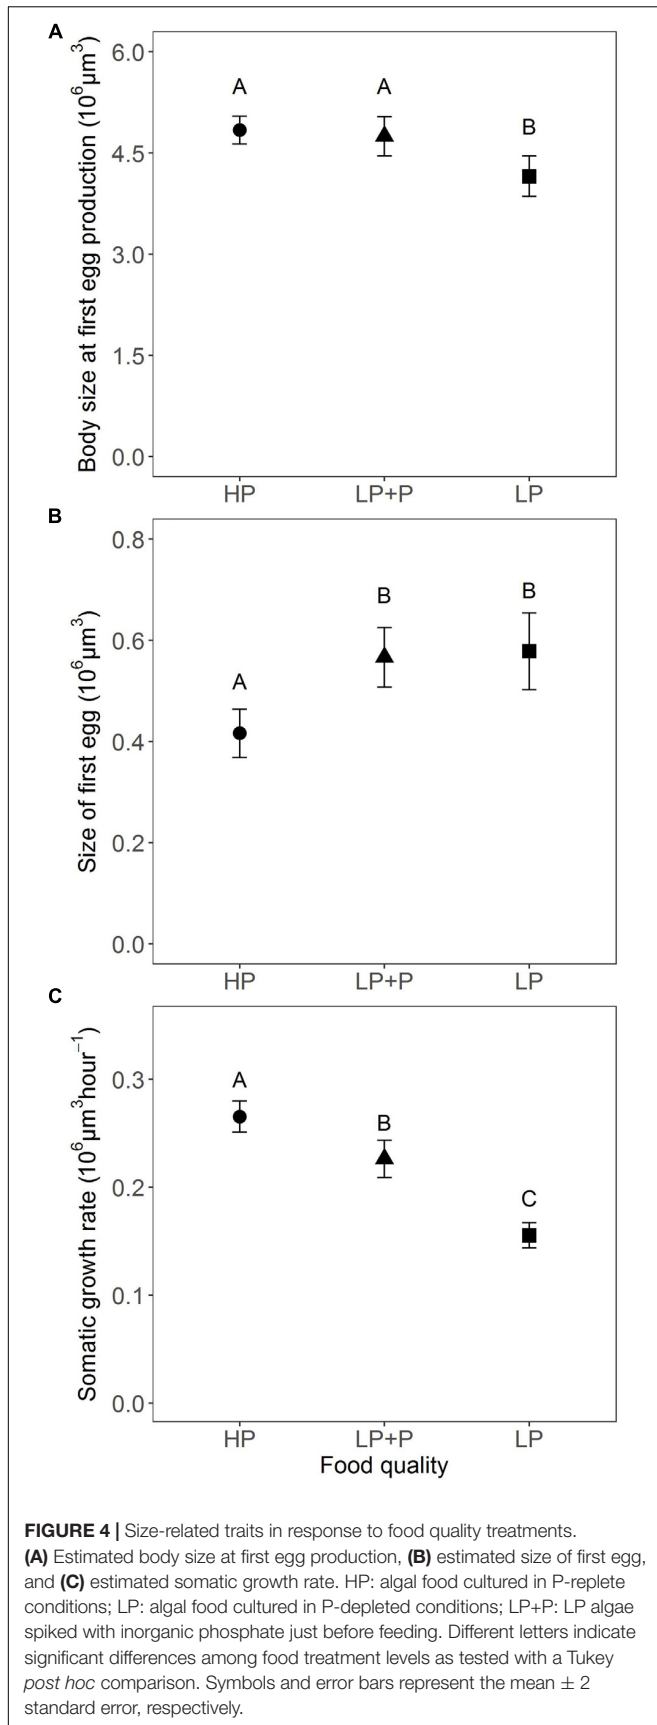 A
Body size at first egg production (10⁶µm³)
6.0
4.5
3.0
1.5
0.0
A
A
B
HP
LP+P
LP
B
Size of first egg (10⁶µm³)
0.8
0.6
0.4
0.2
0.0
A
B
B
HP
LP+P
LP
C
Somatic growth rate (10⁶µm³hour⁻¹)
0.3
0.2
0.1
0.0
A
B
C
HP
LP+P
LP
Food quality
FIGURE 4 | Size-related traits in response to food quality treatments.
(A) Estimated body size at first egg production, (B) estimated size of first egg,
and (C) estimated somatic growth rate. HP: algal food cultured in P-replete
conditions; LP: algal food cultured in P-depleted conditions; LP+P: LP algae
spiked with inorganic phosphate just before feeding. Different letters indicate
significant differences among food treatment levels as tested with a Tukey
post hoc comparison. Symbols and error bars represent the mean ± 2
standard error, respectively.